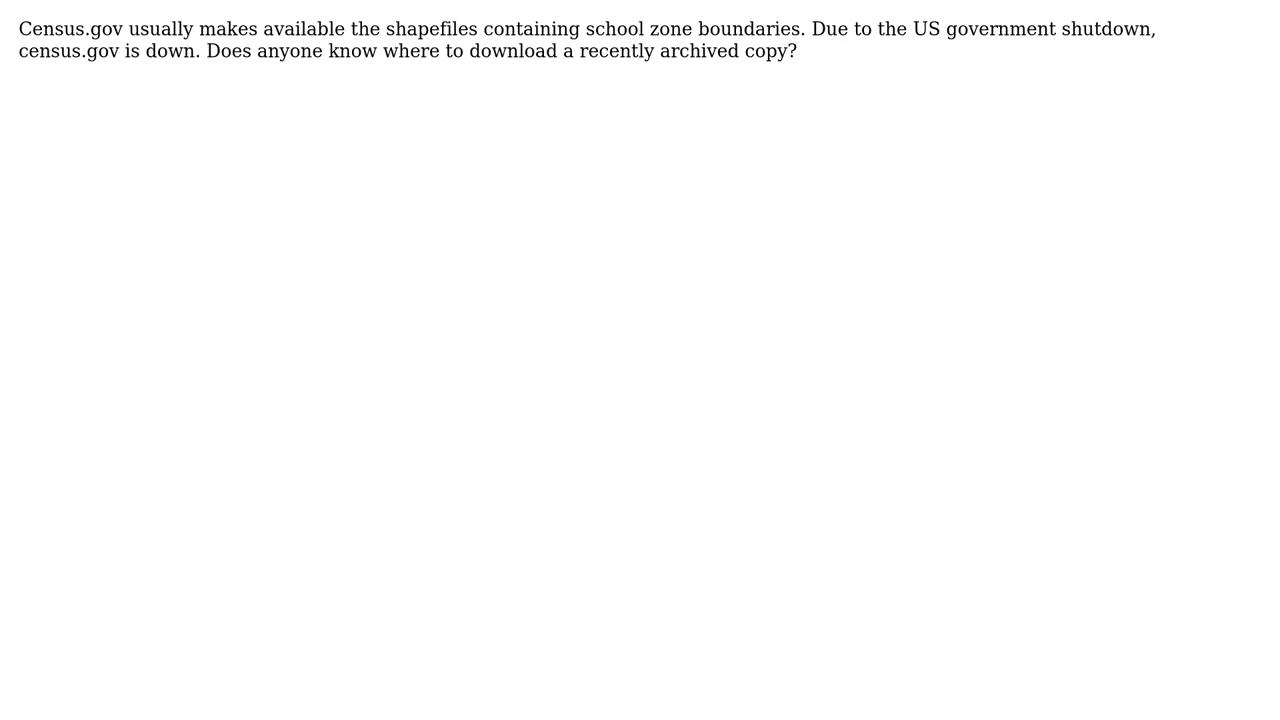 Census.gov usually makes available the shapefiles containing school zone boundaries. Due to the US government shutdown,
census.gov is down. Does anyone know where to download a recently archived copy?